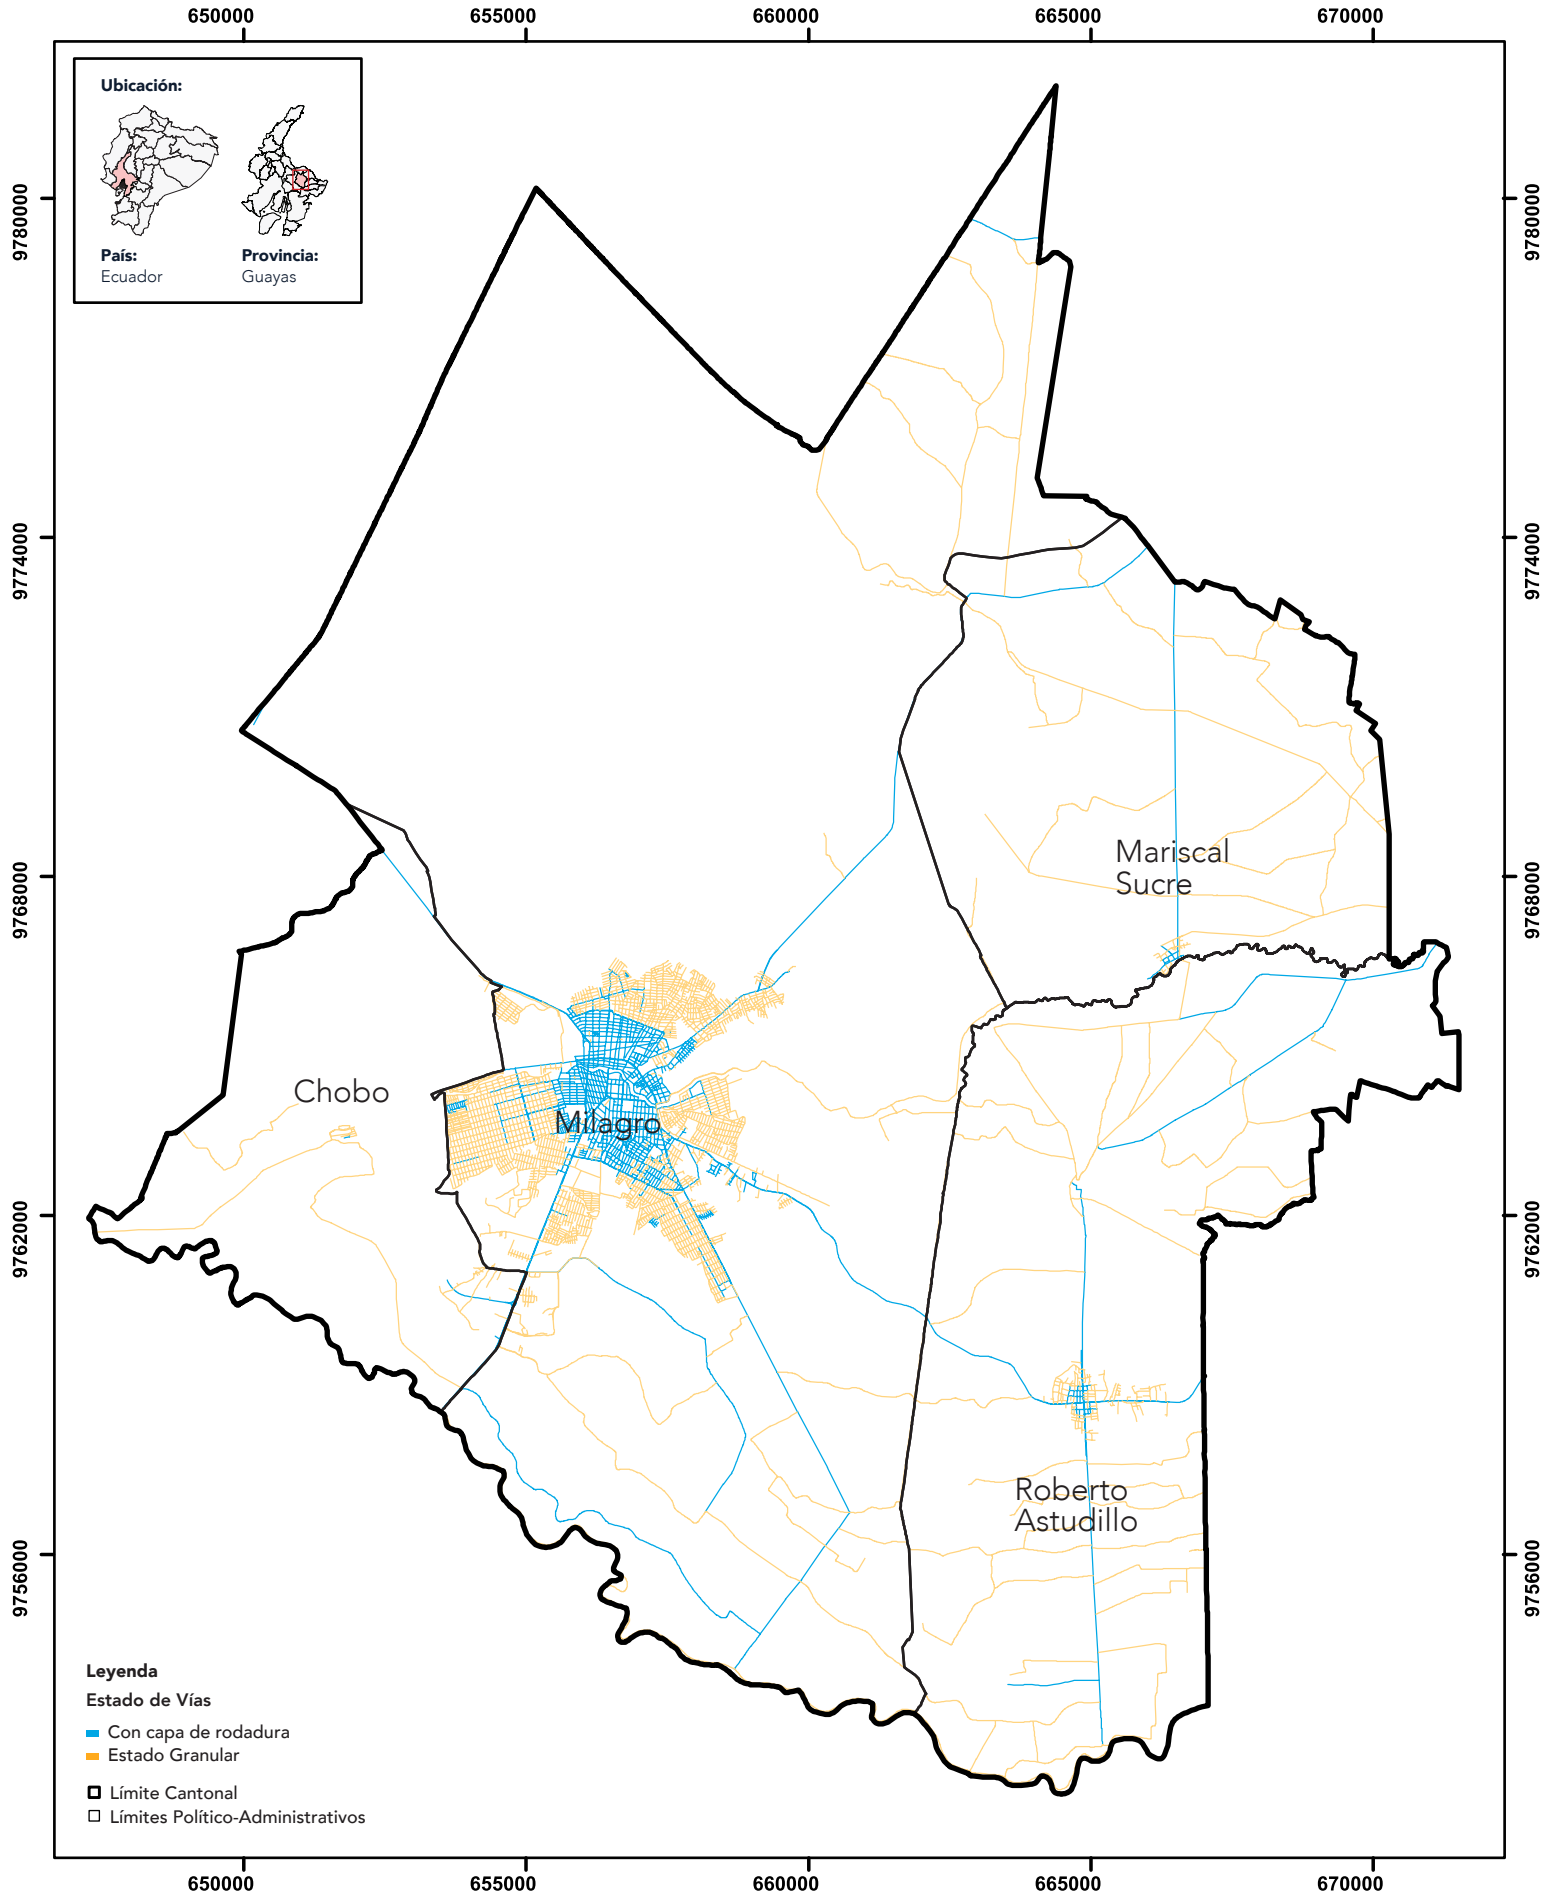 650000 655000 660000 665000 670000
Ubicación:
País:
Ecuador
Provincia:
Guayas
9780000
9780000
9774000
9774000
Mariscal
Sucre
9768000
9768000
Chobo
Milagro
9762000
9762000
Roberto
Astudillo
9756000
9756000
Leyenda
Estado de Vías
Con capa de rodadura
Estado Granular
Límite Cantonal
Límites Político-Administrativos
650000 655000 660000 665000 670000